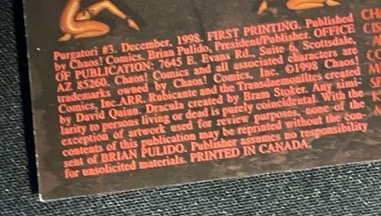 Purgatori #3. December, 1998. FIRST PRINTING. Published
by Chaos! Comics. Brian Pulido, President/Publisher. OFFICE
OF PUBLICATION: 7645 E. Evans Rd., Suite 6, Scottsdale,
AZ 85260. Chaos! Comics and all associated characters are
trademarks owned by Chaos! Comics, Inc. ©1998 Chaos!
Comics, Inc. ARR. Rubicante and the Transmortalities created
by David Quinn. Dracula created by Bram Stoker. Any simi-
larity to persons living or dead is purely coincidental. With the
exception of artwork used for review purposes, none of the
contents of this publication may be reprinted without the con-
sent of BRIAN PULIDO. Publisher assumes no responsibility
for unsolicited materials. PRINTED IN CANADA.